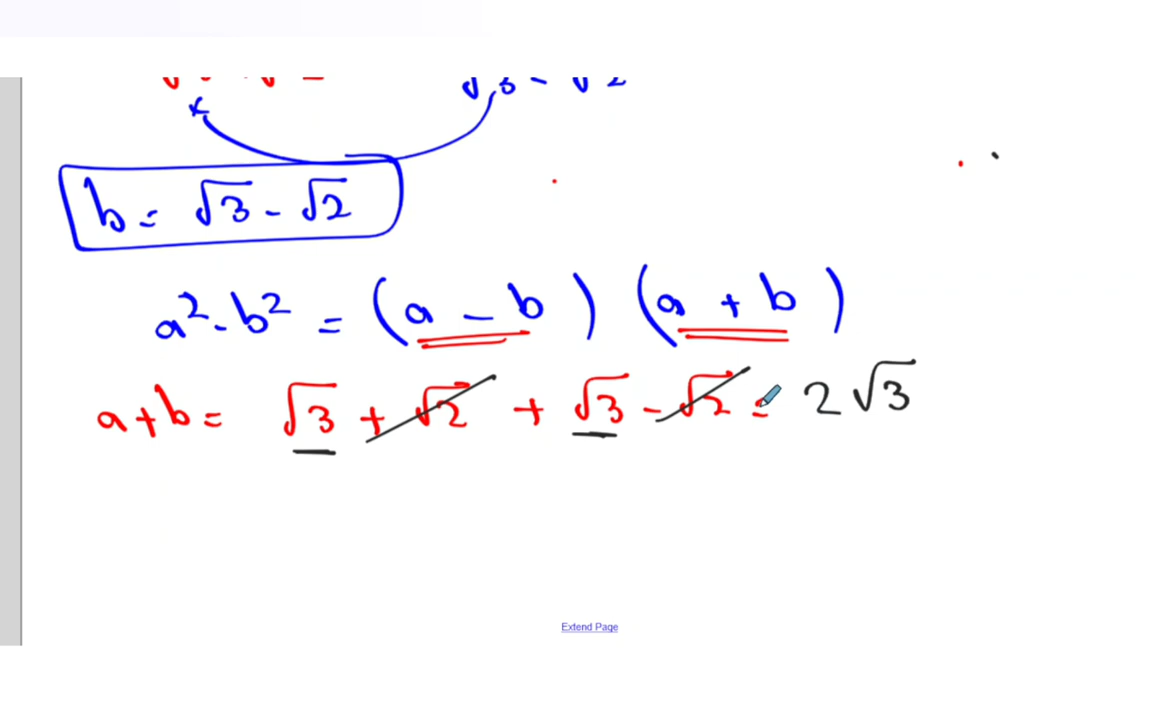 b = √3 - √2
a² - b² = (a - b) (a + b)
a + b = √3 + √2 + √3 - √2 = 2√3
Extend Page